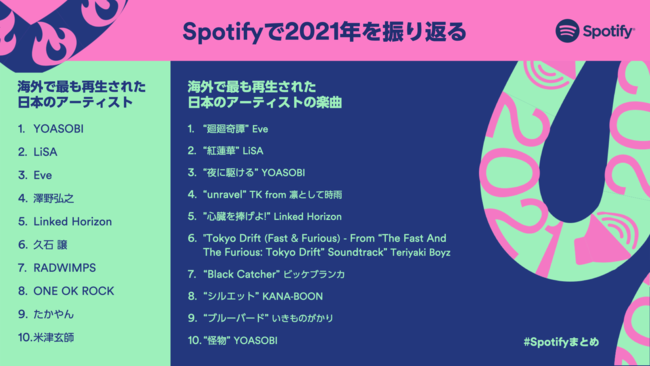 Spotifyで2021年を振り返る
Spotify
海外で最も再生された
日本のアーティスト
1. YOASOBI
2. LiSA
3. Eve
4. 澤野弘之
5. Linked Horizon
6. 久石 譲
7. RADWIMPS
8. ONE OK ROCK
9. たかやん
10. 米津玄師
海外で最も再生された
日本のアーティストの楽曲
1. "廻廻奇譚" Eve
2. "紅蓮華" LiSA
3. "夜に駆ける" YOASOBI
4. "unravel" TK from 凛として時雨
5. "心臓を捧げよ!" Linked Horizon
6. "Tokyo Drift (Fast & Furious) - From "The Fast And
The Furious: Tokyo Drift" Soundtrack" Teriyaki Boyz
7. "Black Catcher" ビッケブランカ
8. "シルエット" KANA-BOON
9. "ブルーバード" いきものがかり
10. "怪物" YOASOBI
2021
202
#Spotifyまとめ